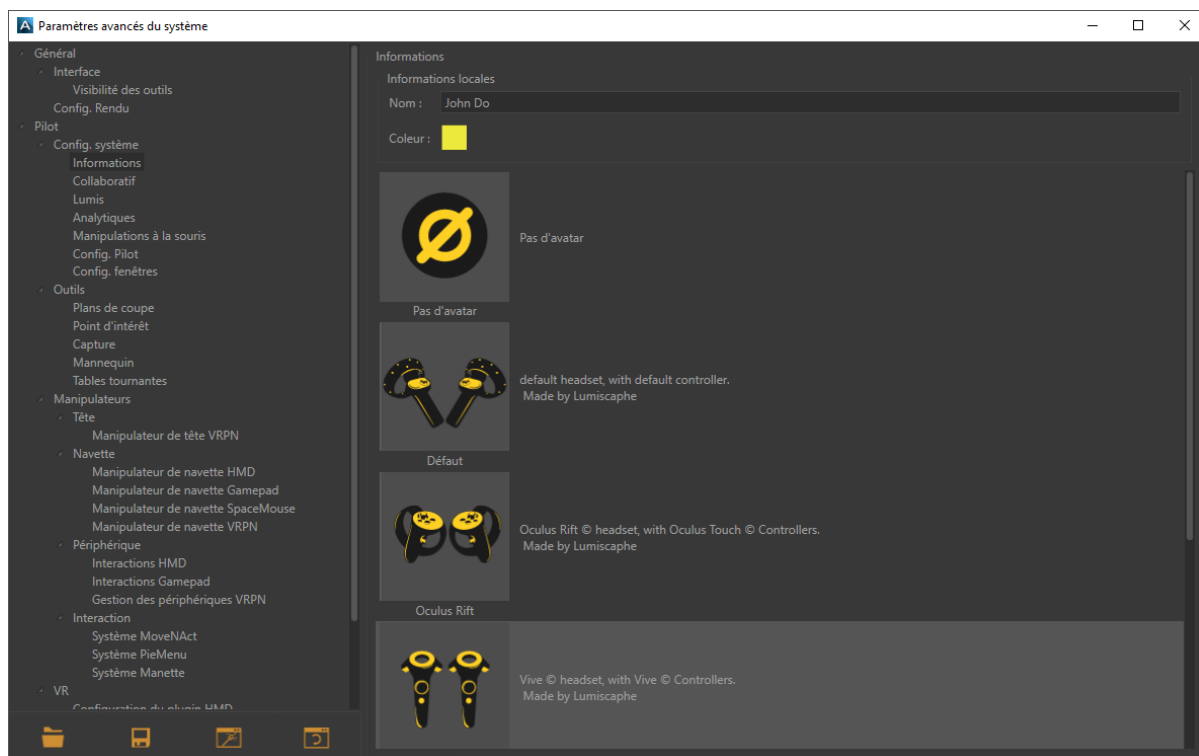 Paramètres avancés du système
Général
Interface
Visibilité des outils
Config. Rendu
Pilot
Config. système
Informations
Collaboratif
Lumis
Analytiques
Manipulations à la souris
Config. Pilot
Config. fenêtres
Outils
Plans de coupe
Point d'intérêt
Capture
Mannequin
Tables tournantes
Manipulateurs
Tête
Manipulateur de tête VRPN
Navette
Manipulateur de navette HMD
Manipulateur de navette Gamepad
Manipulateur de navette SpaceMouse
Manipulateur de navette VRPN
Périphérique
Interactions HMD
Interactions Gamepad
Gestion des périphériques VRPN
Interaction
Système MoveNAct
Système PieMenu
Système Manette
VR
Configuration du plugin HMD
Informations
Informations locales
Nom : John Do
Coleur :
Pas d'avatar
Pas d'avatar
default headset, with default controller.
Made by Lumiscaphe
Défaut
Oculus Rift © headset, with Oculus Touch © Controllers.
Made by Lumiscaphe
Oculus Rift
Vive © headset, with Vive © Controllers.
Made by Lumiscaphe